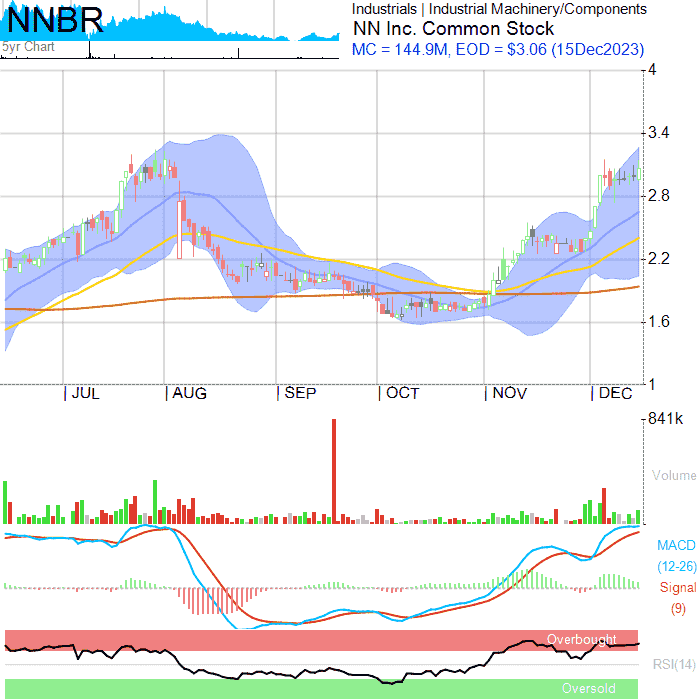 NNBR
5yr Chart
Industrials | Industrial Machinery/Components
NN Inc. Common Stock
MC = 144.9M, EOD = $3.06 (15Dec2023)
4
3.4
2.8
2.2
1.6
1
| JUL | AUG | SEP | OCT | NOV | DEC
841k
Volume
MACD
(12-26)
Signal
(9)
Overbought
RSI(14)
Oversold